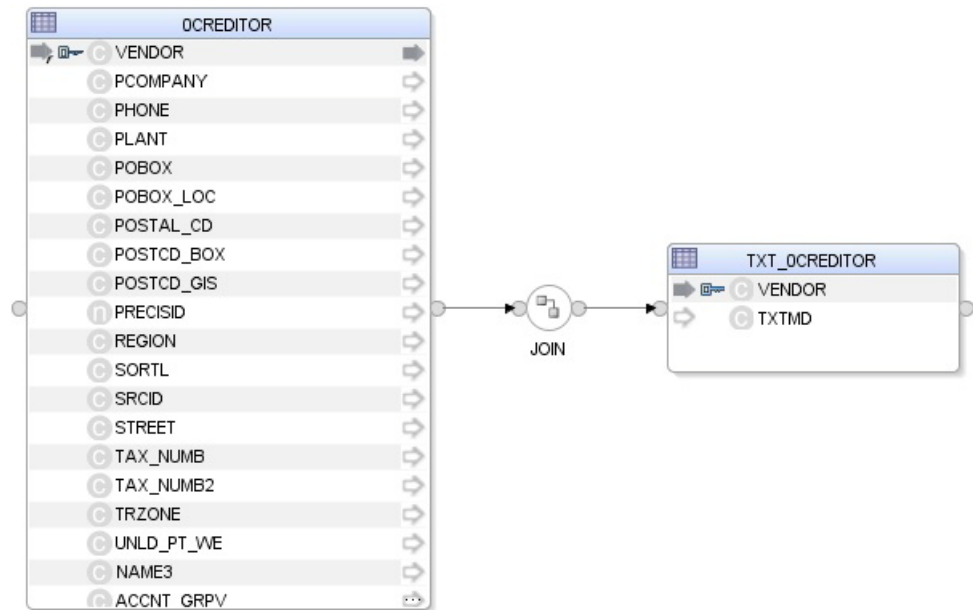 0CREDITOR
VENDOR
PCOMPANY
PHONE
PLANT
POBOX
POBOX_LOC
POSTAL_CD
POSTCD_BOX
POSTCD_GIS
PRECISID
REGION
SORTL
SRCID
STREET
TAX_NUMB
TAX_NUMB2
TRZONE
UNLD_PT_WE
NAME3
ACCNT_GRPV
JOIN
TXT_0CREDITOR
VENDOR
TXTMD